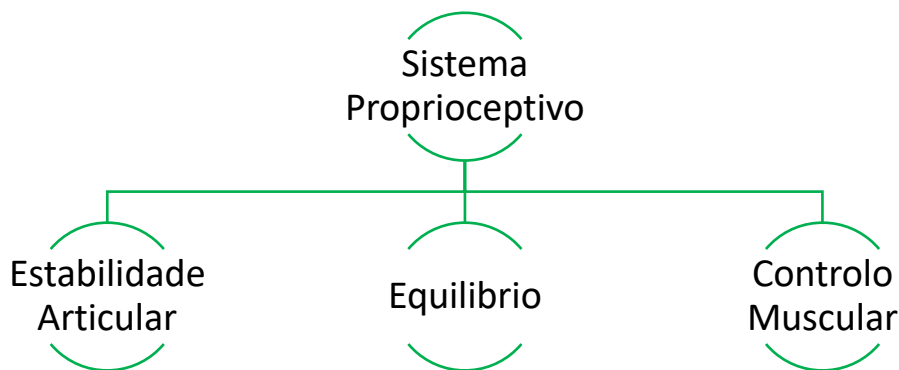 Sistema
Proprioceptivo
Estabilidade
Articular
Equilibrio
Controlo
Muscular